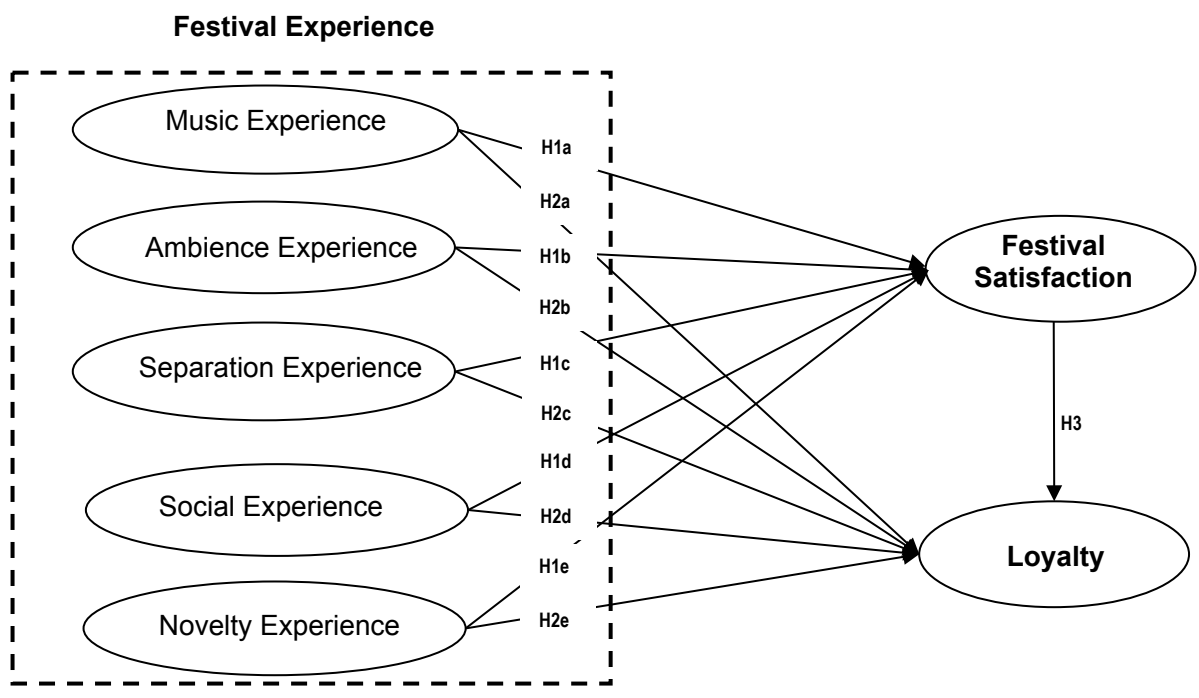 Festival Experience
Music Experience
H1a
H2a
Ambience Experience
H1b
H2b
Separation Experience
H1c
H2c
Social Experience
H1d
H2d
Novelty Experience
H1e
H2e
Festival
Satisfaction
H3
Loyalty